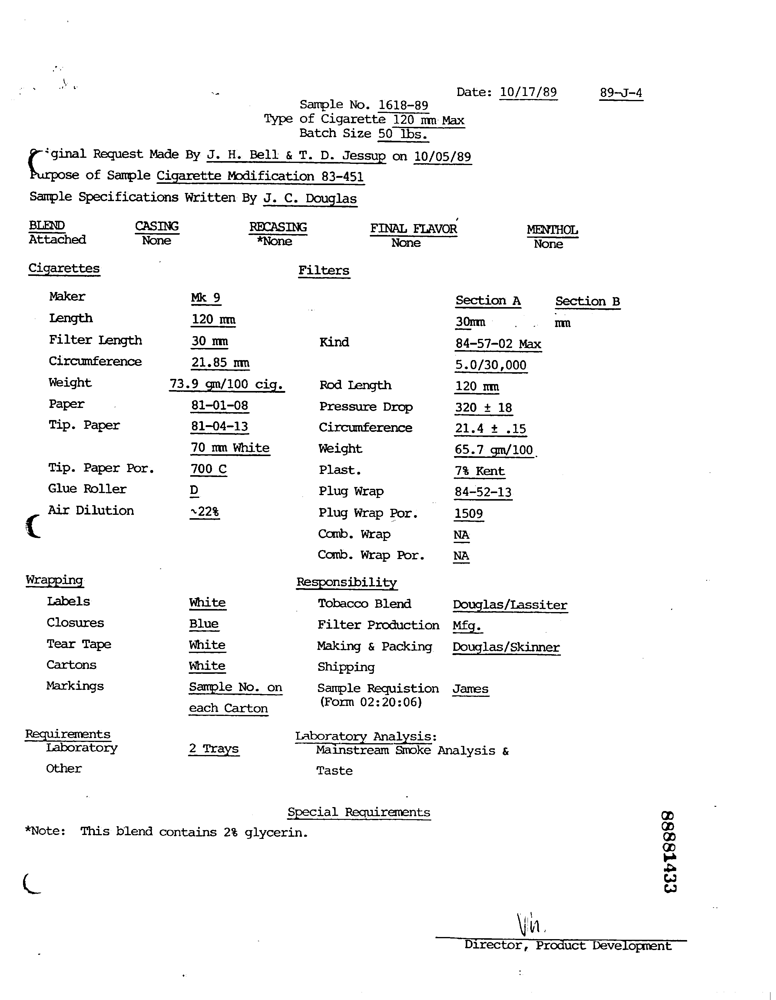 Date: 10/17/89 89-J-4
Sample No. 1618-89
Type of Cigarette 120 mm Max
Batch Size 50 lbs.
iginal Request Made By J. H. Bell & T. D. Jessup on 10/05/89
urpose of Sample Cigarette Modification 83-451
Sample Specifications Written By J. C. Douglas
BLEND CASING RECASING FINAL FLAVOR MENTHOL
Attached None *None None None
Cigarettes Filters
Maker Mk 9 Section A Section B
Length 120 mm 30mm mm
Filter Length 30 mm Kind 84-57-02 Max
Circumference 21.85 mm 5.0/30,000
Weight 73.9 gm/100 cig. Rod Length 120 mm
Paper 81-01-08 Pressure Drop 320 ± 18
Tip. Paper 81-04-13 Circumference 21.4 ± .15
70 mm White Weight 65.7 gm/100
Tip. Paper Por. 700 C Plast. 7% Kent
Glue Roller D Plug Wrap 84-52-13
Air Dilution ~22% Plug Wrap Por. 1509
Comb. Wrap NA
Comb. Wrap Por. NA
Wrapping Responsibility
Labels White Tobacco Blend Douglas/Lassiter
Closures Blue Filter Production Mfg.
Tear Tape White Making & Packing Douglas/Skinner
Cartons White Shipping
Markings Sample No. on Sample Requistion James
each Carton (Form 02:20:06)
Requirements Laboratory Analysis:
Laboratory 2 Trays Mainstream Smoke Analysis &
Other Taste
Special Requirements
*Note: This blend contains 2% glycerin.
88881433
Director, Product Development